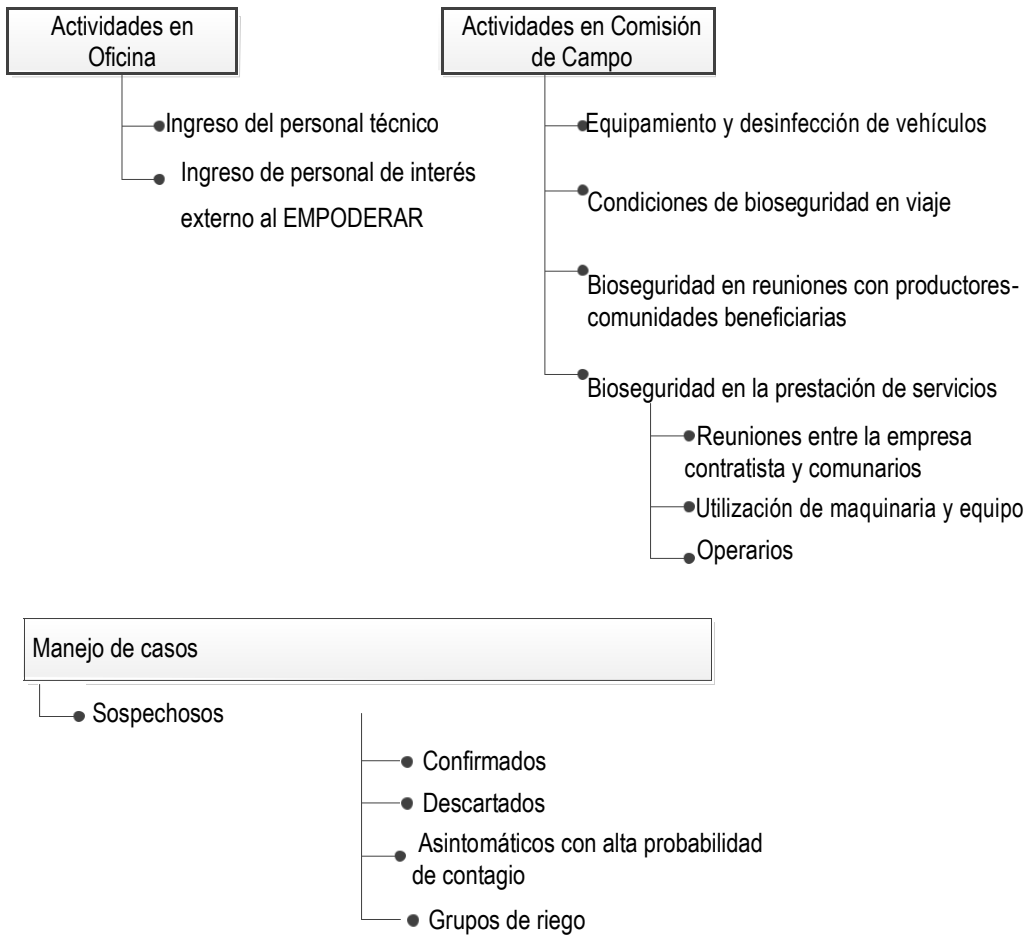 Actividades en
Oficina
Ingreso del personal técnico
Ingreso de personal de interés
externo al EMPODERAR
Actividades en Comisión
de Campo
Equipamiento y desinfección de vehículos
Condiciones de bioseguridad en viaje
Bioseguridad en reuniones con productores-
comunidades beneficiarias
Bioseguridad en la prestación de servicios
Reuniones entre la empresa
contratista y comunarios
Utilización de maquinaria y equipo
Operarios
Manejo de casos
Sospechosos
Confirmados
Descartados
Asintomáticos con alta probabilidad
de contagio
Grupos de riego